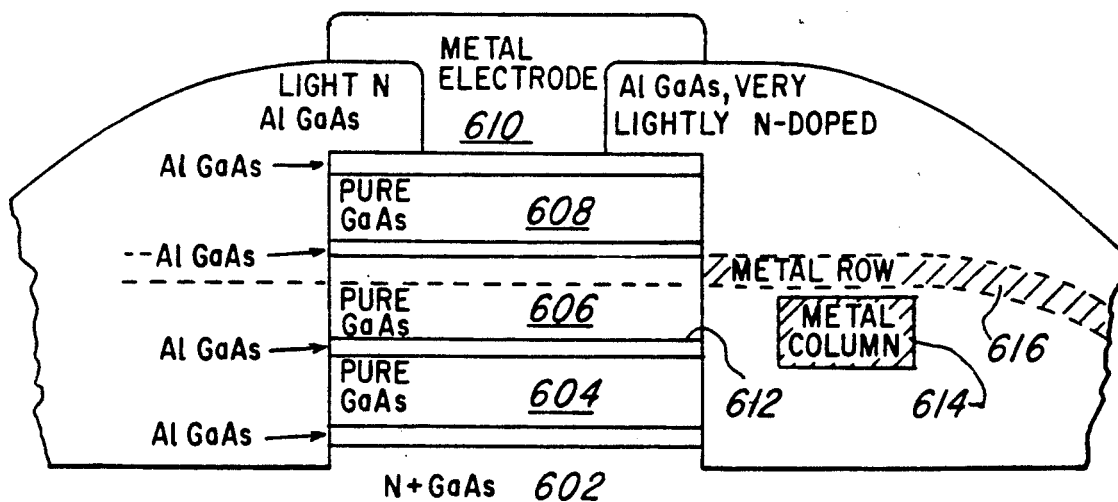 METAL
ELECTRODE
610
LIGHT N
Al GaAs
Al GaAs, VERY
LIGHTLY N-DOPED
Al GaAs
PURE
GaAs
608
Al GaAs
METAL ROW
PURE
GaAs
606
METAL
COLUMN
616
Al GaAs
PURE
GaAs
604
612
614
Al GaAs
N+GaAs 602